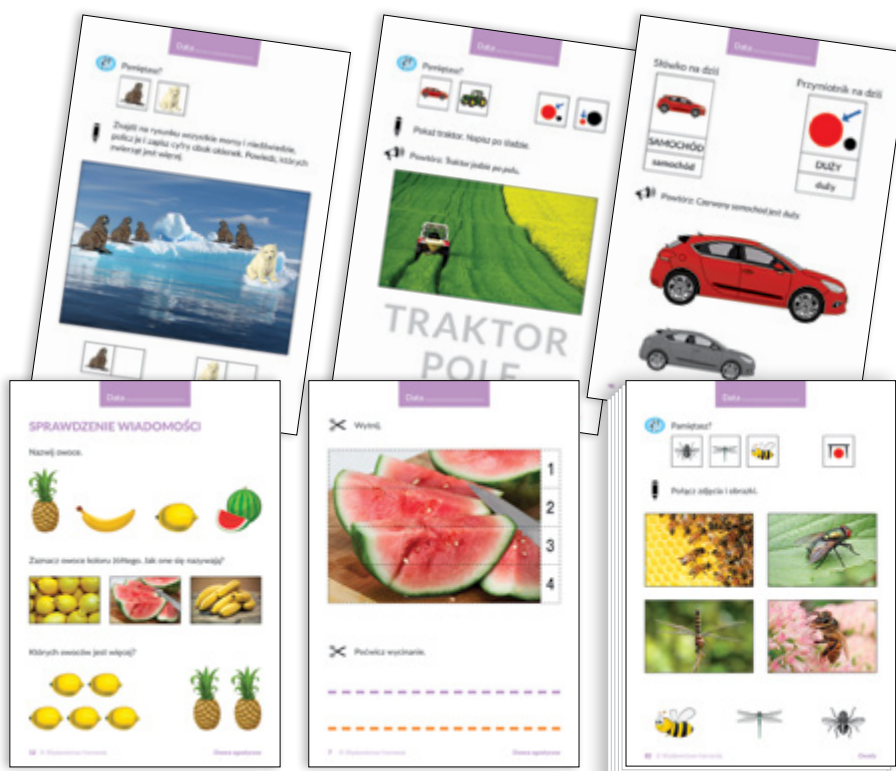 Data
Pamiętasz?
Znajdź na rysunku wszystkie morsy i niedźwiedzie,
policz je i zapisz cyfry obok okienek. Powiedz, których
zwierząt jest więcej.
Data
Pamiętasz?
Pokaż traktor. Napisz po śladzie.
Powtórz: Traktor jedzie po polu.
TRAKTOR
POLE
Data
Słówko na dziś
SAMOCHÓD
samochód
Przymiotnik na dziś
DUŻY
duży
Powtórz: Czerwony samochód jest duży
Data
SPRAWDZENIE WIADOMOŚCI
Nazwij owoce.
Zaznacz owoce koloru żółtego. Jak one się nazywają?
Których owoców jest więcej?
Data
Wytnij.
1
2
3
4
Poćwicz wycinanie.
7
Data
Pamiętasz?
Połącz zdjęcia i obrazki.
Owady